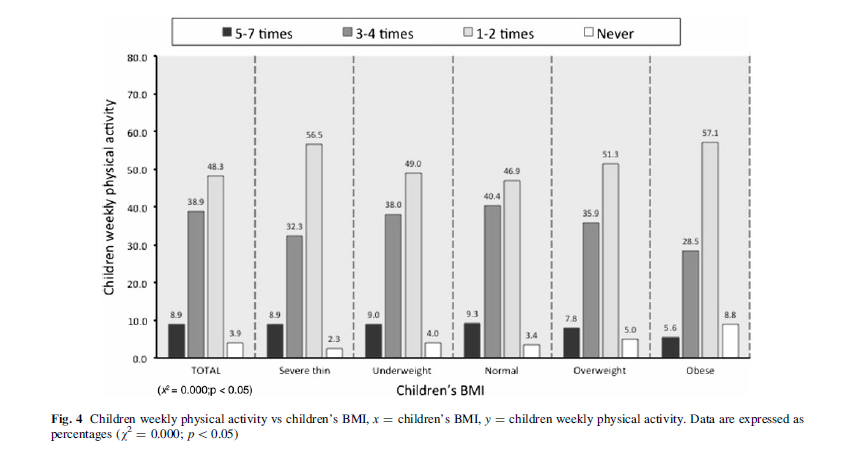 5-7 times 3-4 times 1-2 times Never
Children weekly physical activity
80.0
70.0
60.0
50.0
40.0
30.0
20.0
10.0
0.0
8.9 38.9 48.3 3.9
8.9 32.3 56.5 2.3
9.0 38.0 49.0 4.0
9.3 40.4 46.9 3.4
7.8 35.9 51.3 5.0
5.6 28.5 57.1 8.8
TOTAL Severe thin Underweight Normal Overweight Obese
(x² = 0.000;p < 0.05)
Children's BMI
Fig. 4 Children weekly physical activity vs children's BMI, x = children's BMI, y = children weekly physical activity. Data are expressed as
percentages (χ² = 0.000; p < 0.05)